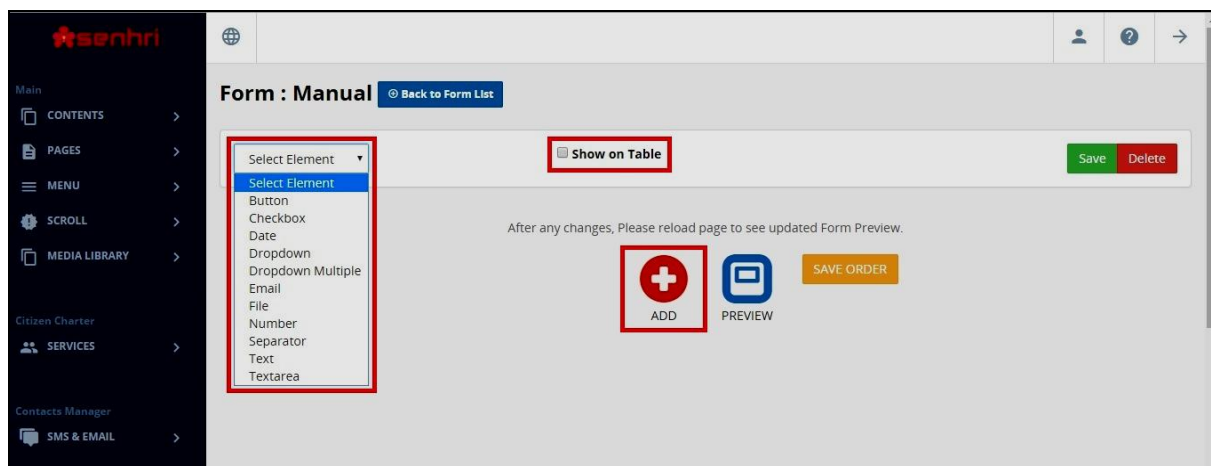 senhri
Main
CONTENTS
PAGES
MENU
SCROLL
MEDIA LIBRARY
Citizen Charter
SERVICES
Contacts Manager
SMS & EMAIL
Form : Manual
Back to Form List
Select Element
Show on Table
Save
Delete
Select Element
Button
Checkbox
Date
Dropdown
Dropdown Multiple
Email
File
Number
Separator
Text
Textarea
After any changes, Please reload page to see updated Form Preview.
ADD
PREVIEW
SAVE ORDER